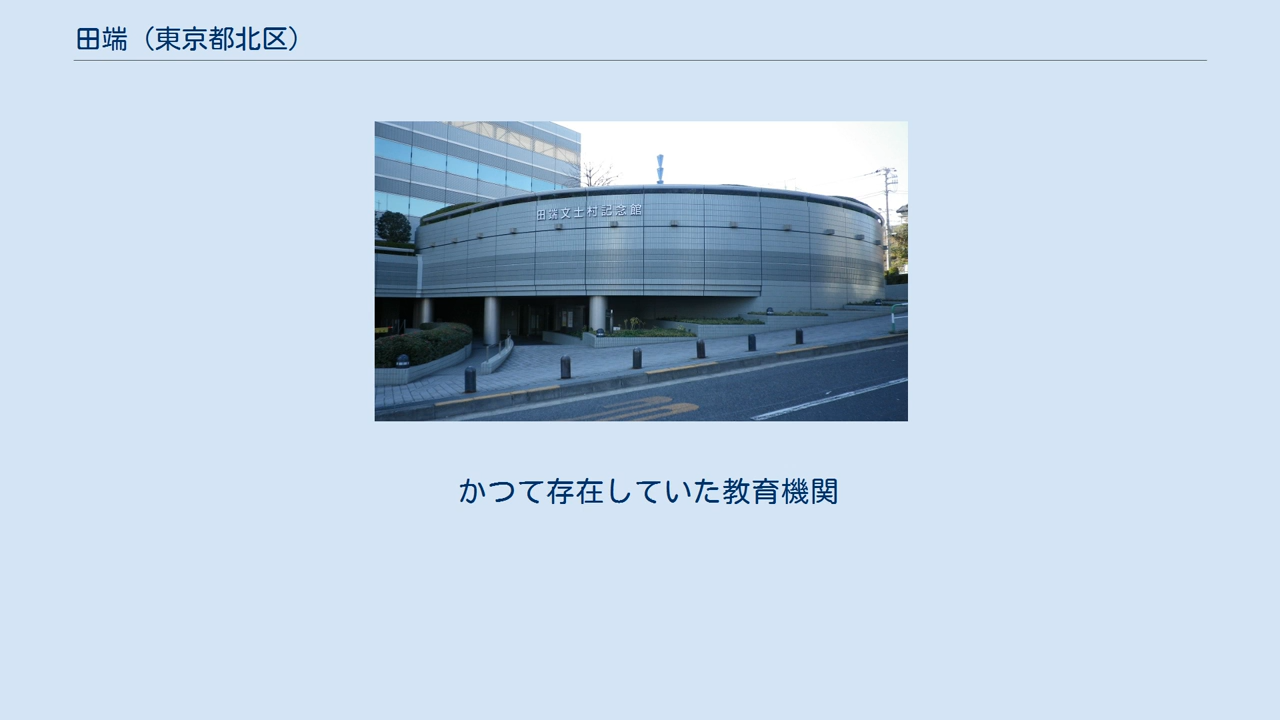 田端（東京都北区）
田端文士村記念館
かつて存在していた教育機関